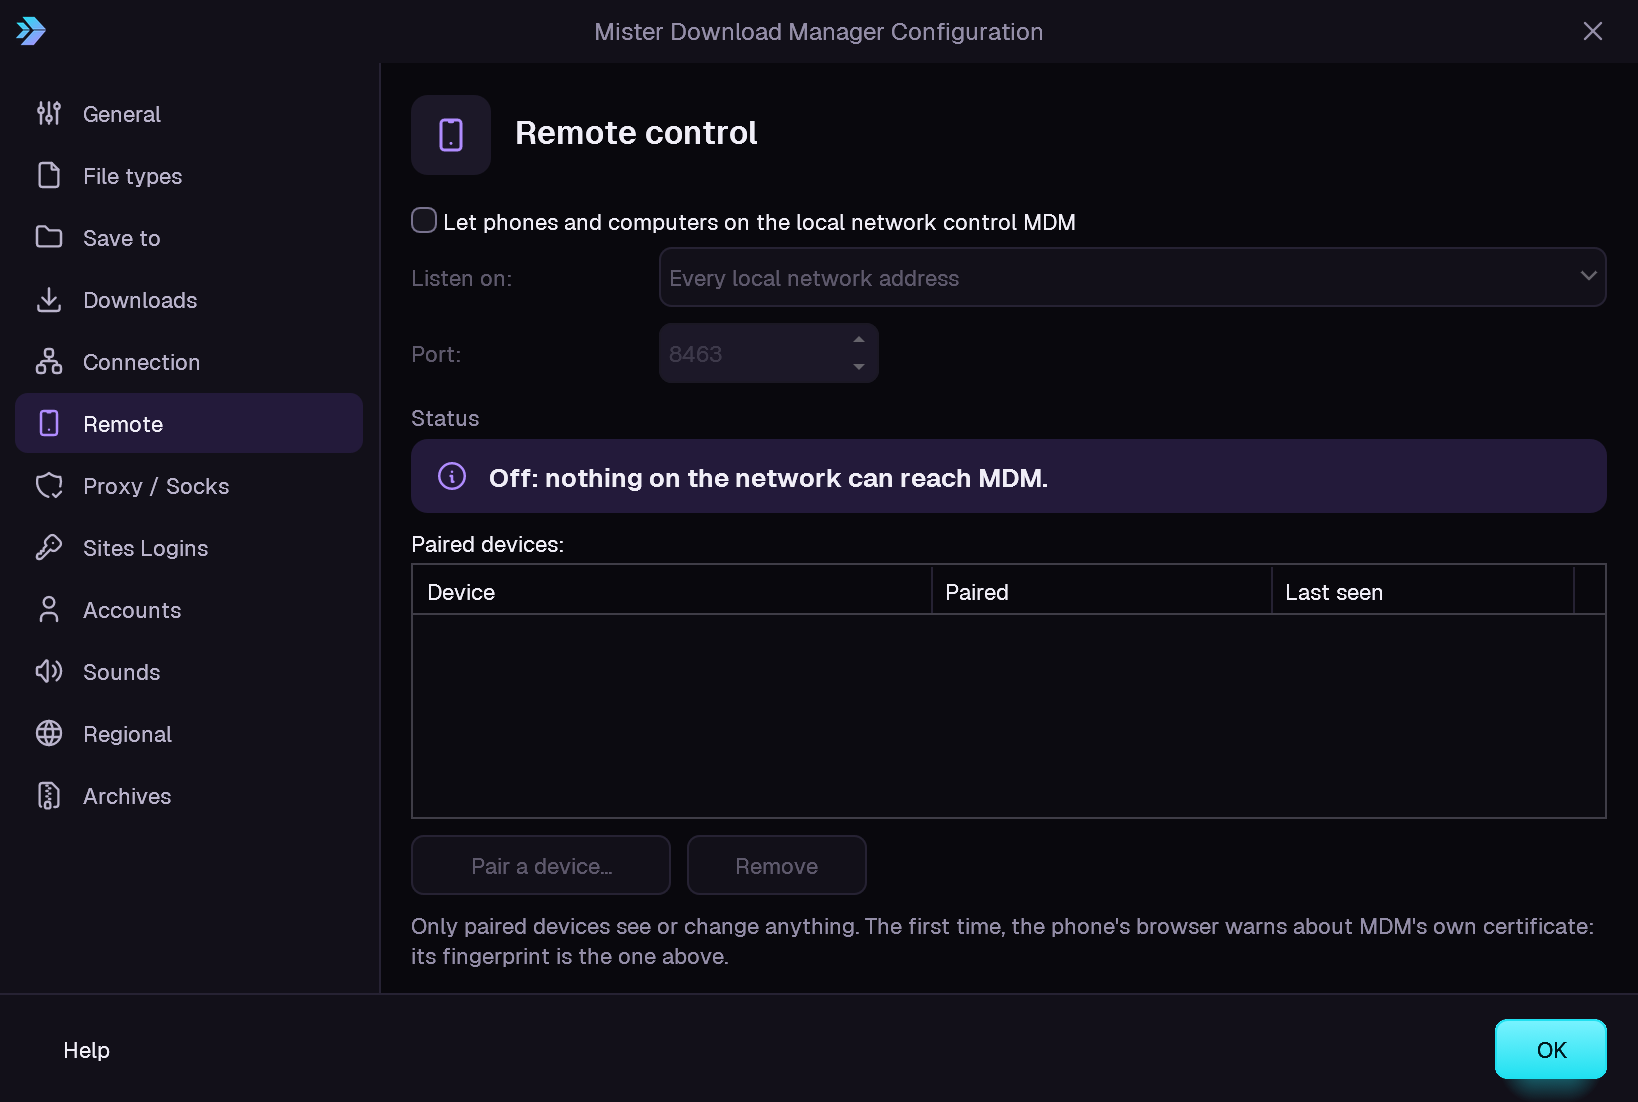 Mister Download Manager Configuration
General
File types
Save to
Downloads
Connection
Remote
Proxy / Socks
Sites Logins
Accounts
Sounds
Regional
Archives
Remote control
Let phones and computers on the local network control MDM
Listen on:
Every local network address
Port:
8463
Status
Off: nothing on the network can reach MDM.
Paired devices:
Device
Paired
Last seen
Pair a device...
Remove
Only paired devices see or change anything. The first time, the phone's browser warns about MDM's own certificate:
its fingerprint is the one above.
Help
OK